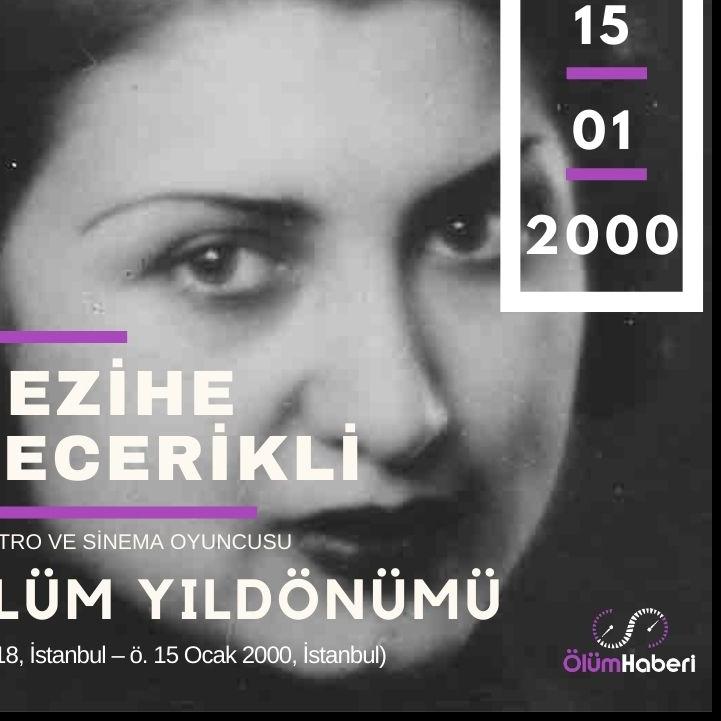 15
01
2000
EZİHE
ECERİKLİ
TRO VE SİNEMA OYUNCUSU
LÜM YILDÖNÜMÜ
18, İstanbul – ö. 15 Ocak 2000, İstanbul)
ÖlümHaberi